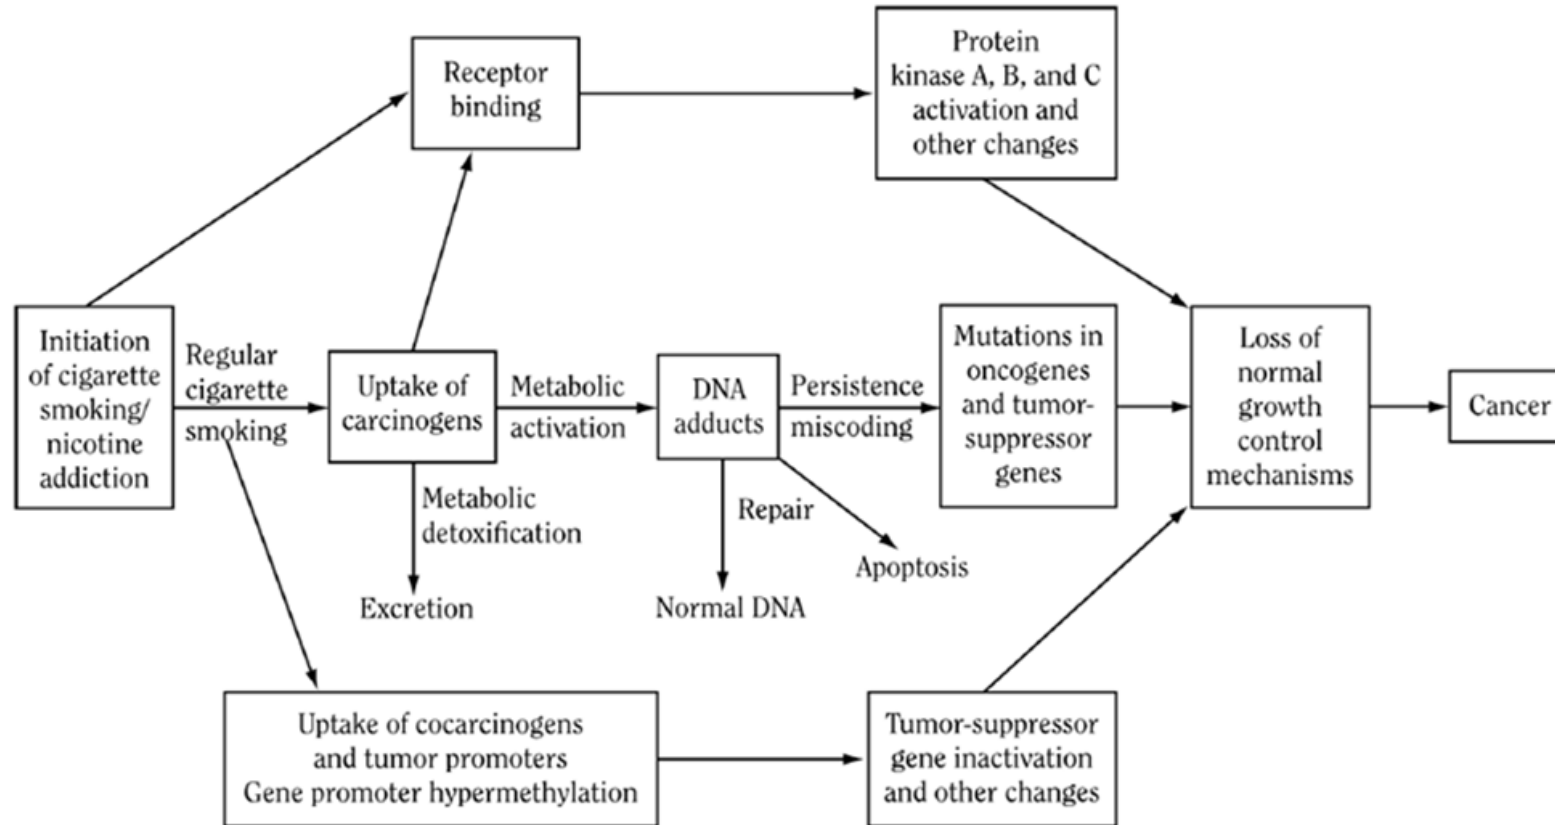 Receptor
binding
Protein
kinase A, B, and C
activation and
other changes
Initiation
of cigarette
smoking/
nicotine
addiction
Regular
cigarette
smoking
Uptake of
carcinogens
Metabolic
activation
DNA
adducts
Persistence
miscoding
Mutations in
oncogenes
and tumor-
suppressor
genes
Loss of
normal
growth
control
mechanisms
Cancer
Metabolic
detoxification
Excretion
Repair
Normal DNA
Apoptosis
Uptake of cocarcinogens
and tumor promoters
Gene promoter hypermethylation
Tumor-suppressor
gene inactivation
and other changes